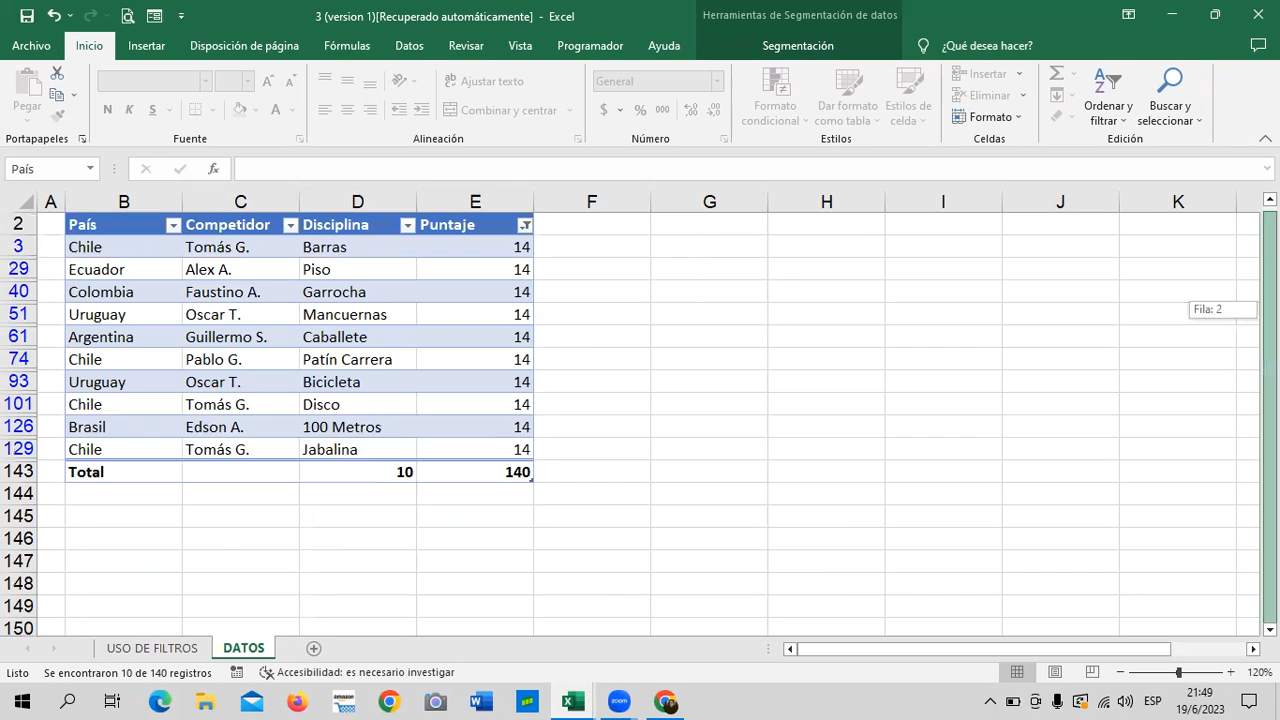 3 (version 1)[Recuperado automáticamente] - Excel
Herramientas de Segmentación de datos
Archivo Inicio Insertar Disposición de página Fórmulas Datos Revisar Vista Programador Ayuda Segmentación ¿Qué desea hacer?
Pegar
N K S
Ajustar texto
Combinar y centrar
General
$ % 000
Formato condicional
Dar formato como tabla
Estilos de celda
Insertar
Eliminar
Formato
Ordenar y filtrar
Buscar y seleccionar
Portapapeles Fuente Alineación Número Estilos Celdas Edición
País fx
A B C D E F G H I J K
2 País Competidor Disciplina Puntaje
3 Chile Tomás G. Barras 14
29 Ecuador Alex A. Piso 14
40 Colombia Faustino A. Garrocha 14
51 Uruguay Oscar T. Mancuernas 14
Fila: 2
61 Argentina Guillermo S. Caballete 14
74 Chile Pablo G. Patín Carrera 14
93 Uruguay Oscar T. Bicicleta 14
101 Chile Tomás G. Disco 14
126 Brasil Edson A. 100 Metros 14
129 Chile Tomás G. Jabalina 14
143 Total 10 140
144
145
146
147
148
149
150
USO DE FILTROS DATOS
Listo Se encontraron 10 de 140 registros Accesibilidad: es necesario investigar 120%
ESP
21:49
19/6/2023